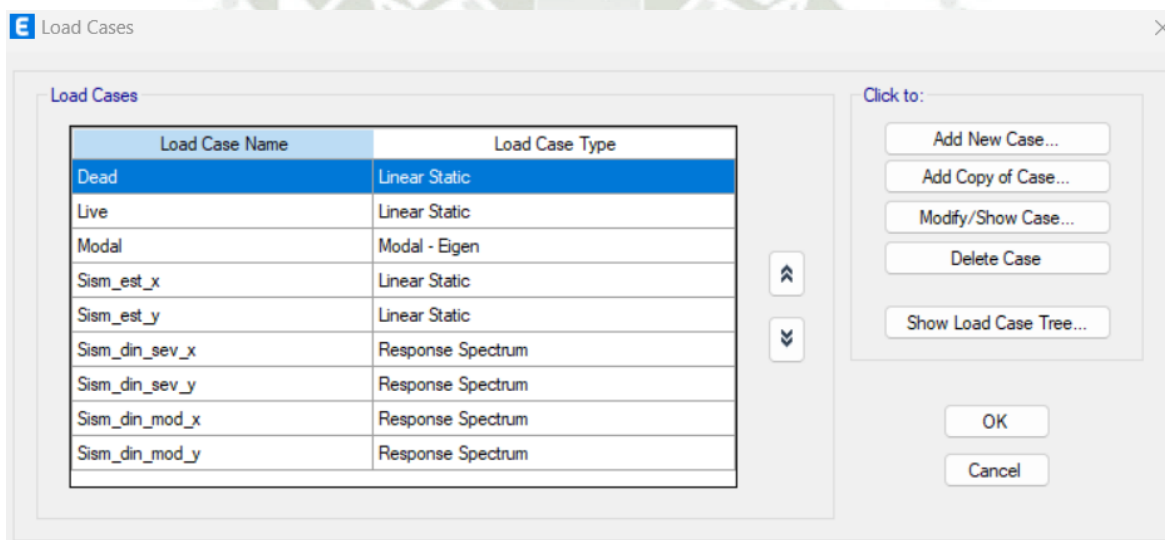 E Load Cases
Load Cases
Load Case Name Load Case Type
Dead Linear Static
Live Linear Static
Modal Modal - Eigen
Sism_est_x Linear Static
Sism_est_y Linear Static
Sism_din_sev_x Response Spectrum
Sism_din_sev_y Response Spectrum
Sism_din_mod_x Response Spectrum
Sism_din_mod_y Response Spectrum
Click to:
Add New Case...
Add Copy of Case...
Modify/Show Case...
Delete Case
Show Load Case Tree...
OK
Cancel